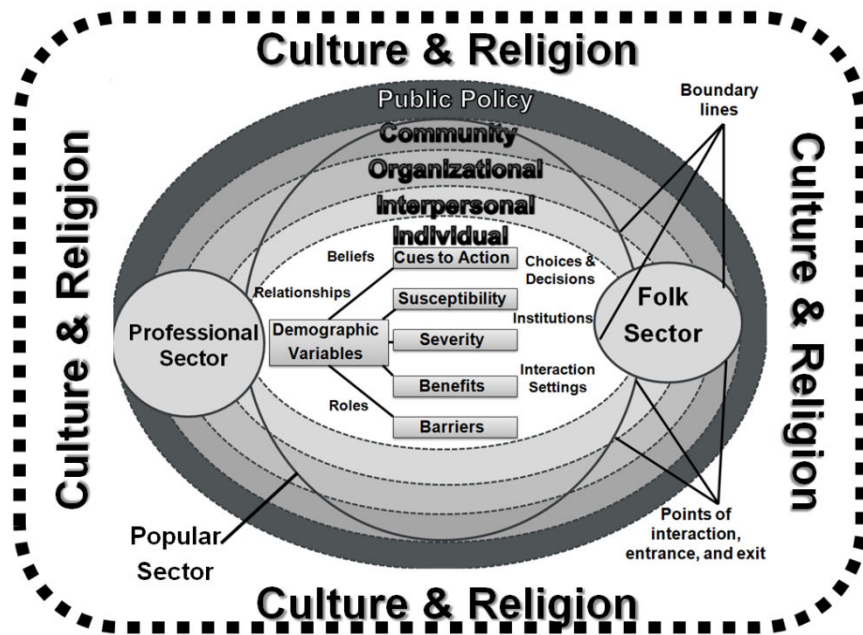 Culture & Religion
Public Policy
Community
Organizational
Interpersonal
Individual
Boundary
lines
Culture & Religion
Culture & Religion
Beliefs
Cues to Action
Choices &
Decisions
Relationships
Susceptibility
Institutions
Professional
Sector
Demographic
Variables
Severity
Folk
Sector
Benefits
Interaction
Settings
Roles
Barriers
Popular
Sector
Points of
interaction,
entrance, and exit
Culture & Religion